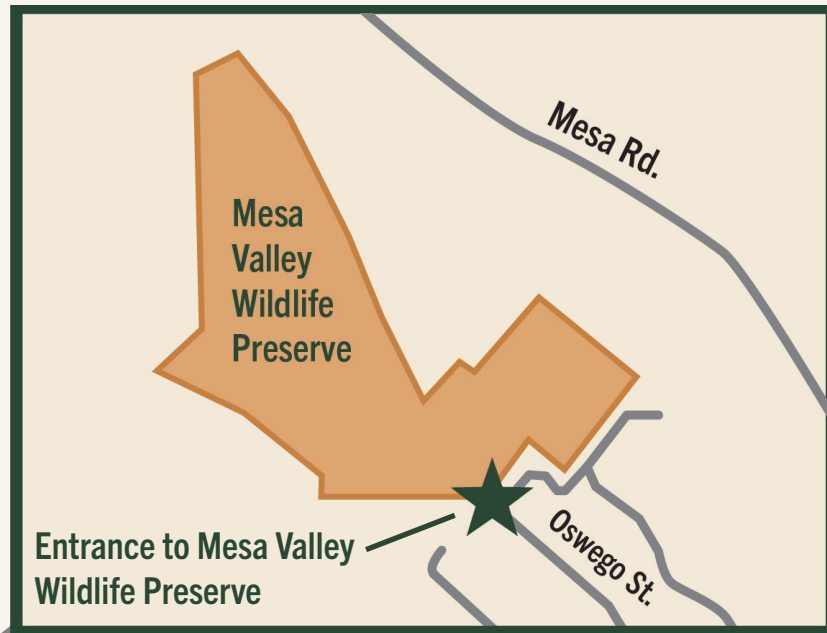 Mesa Rd.
Mesa
Valley
Wildlife
Preserve
Oswego St.
Entrance to Mesa Valley
Wildlife Preserve